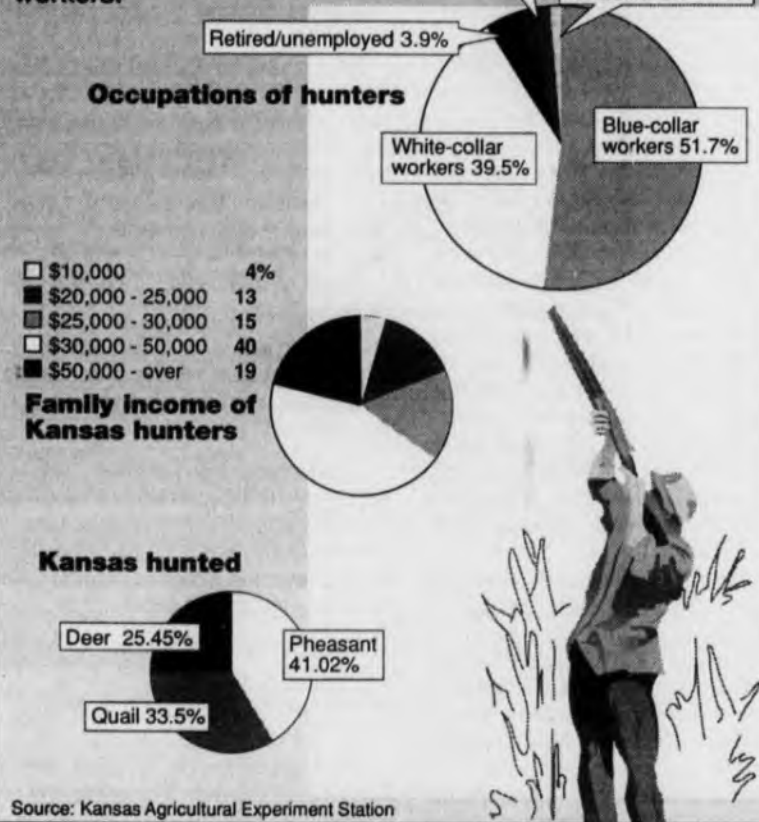 workers.
Retired/unemployed 3.9%
Occupations of hunters
White-collar
workers 39.5%
Blue-collar
workers 51.7%
$10,000 4%
$20,000 - 25,000 13
$25,000 - 30,000 15
$30,000 - 50,000 40
$50,000 - over 19
Family income of
Kansas hunters
Kansas hunted
Deer 25.45%
Pheasant
41.02%
Quail 33.5%
Source: Kansas Agricultural Experiment Station